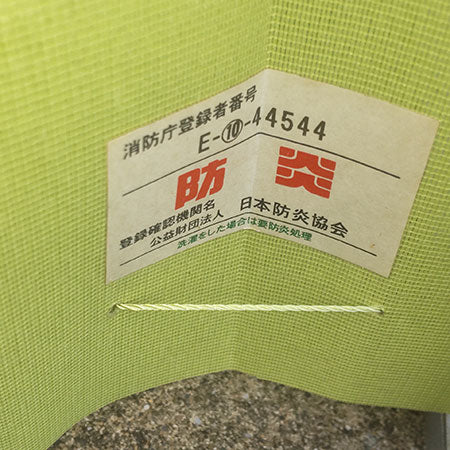 消防庁登録者番号
E-⑩-44544
防炎
登録確認機関名
公益財団法人 日本防炎協会
洗濯をした場合は要防炎処理